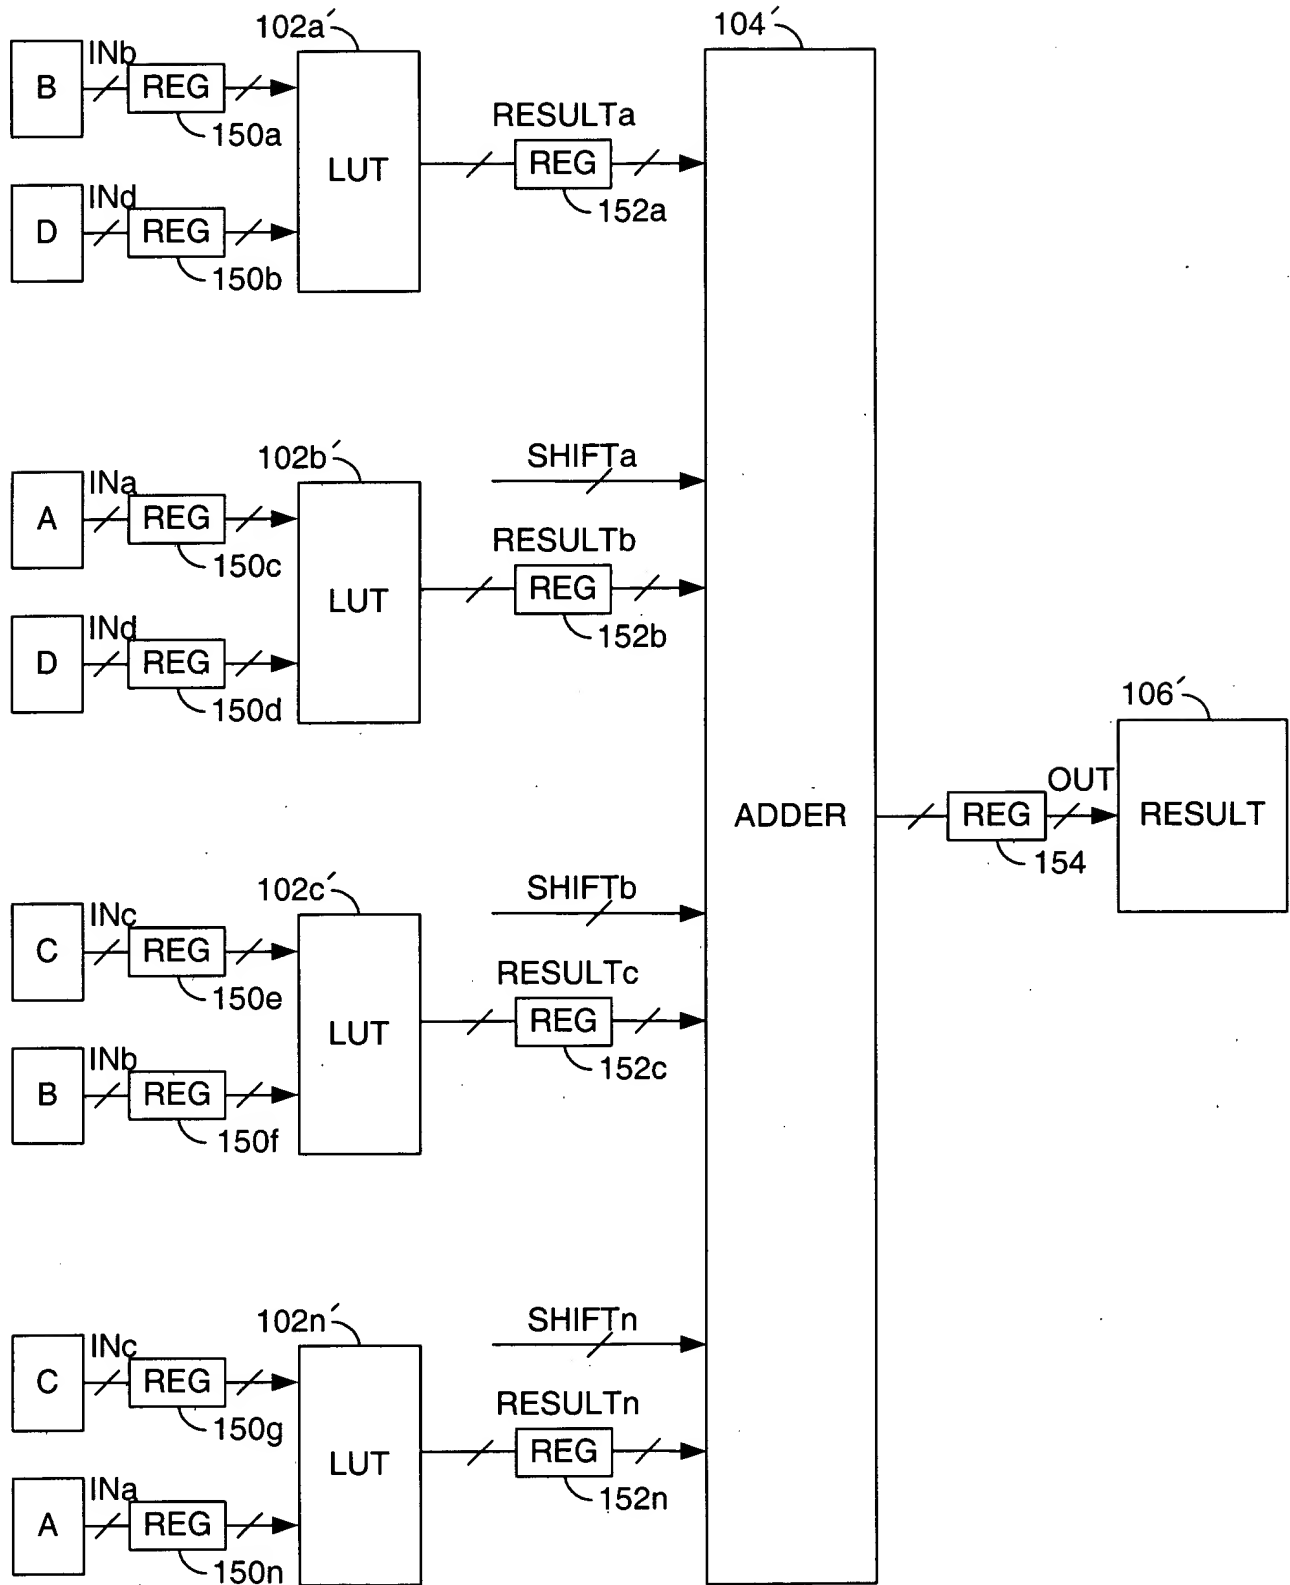 102a´
104´
INb
B
REG
150a
LUT
RESULTa
REG
152a
INd
D
REG
150b
102b´
SHIFTa
INa
A
REG
150c
LUT
RESULTb
REG
152b
INd
D
REG
150d
106´
ADDER
REG
154
OUT
RESULT
102c´
SHIFTb
INc
C
REG
150e
LUT
RESULTc
REG
152c
INb
B
REG
150f
102n´
SHIFTn
INc
C
REG
150g
LUT
RESULTn
REG
152n
INa
A
REG
150n